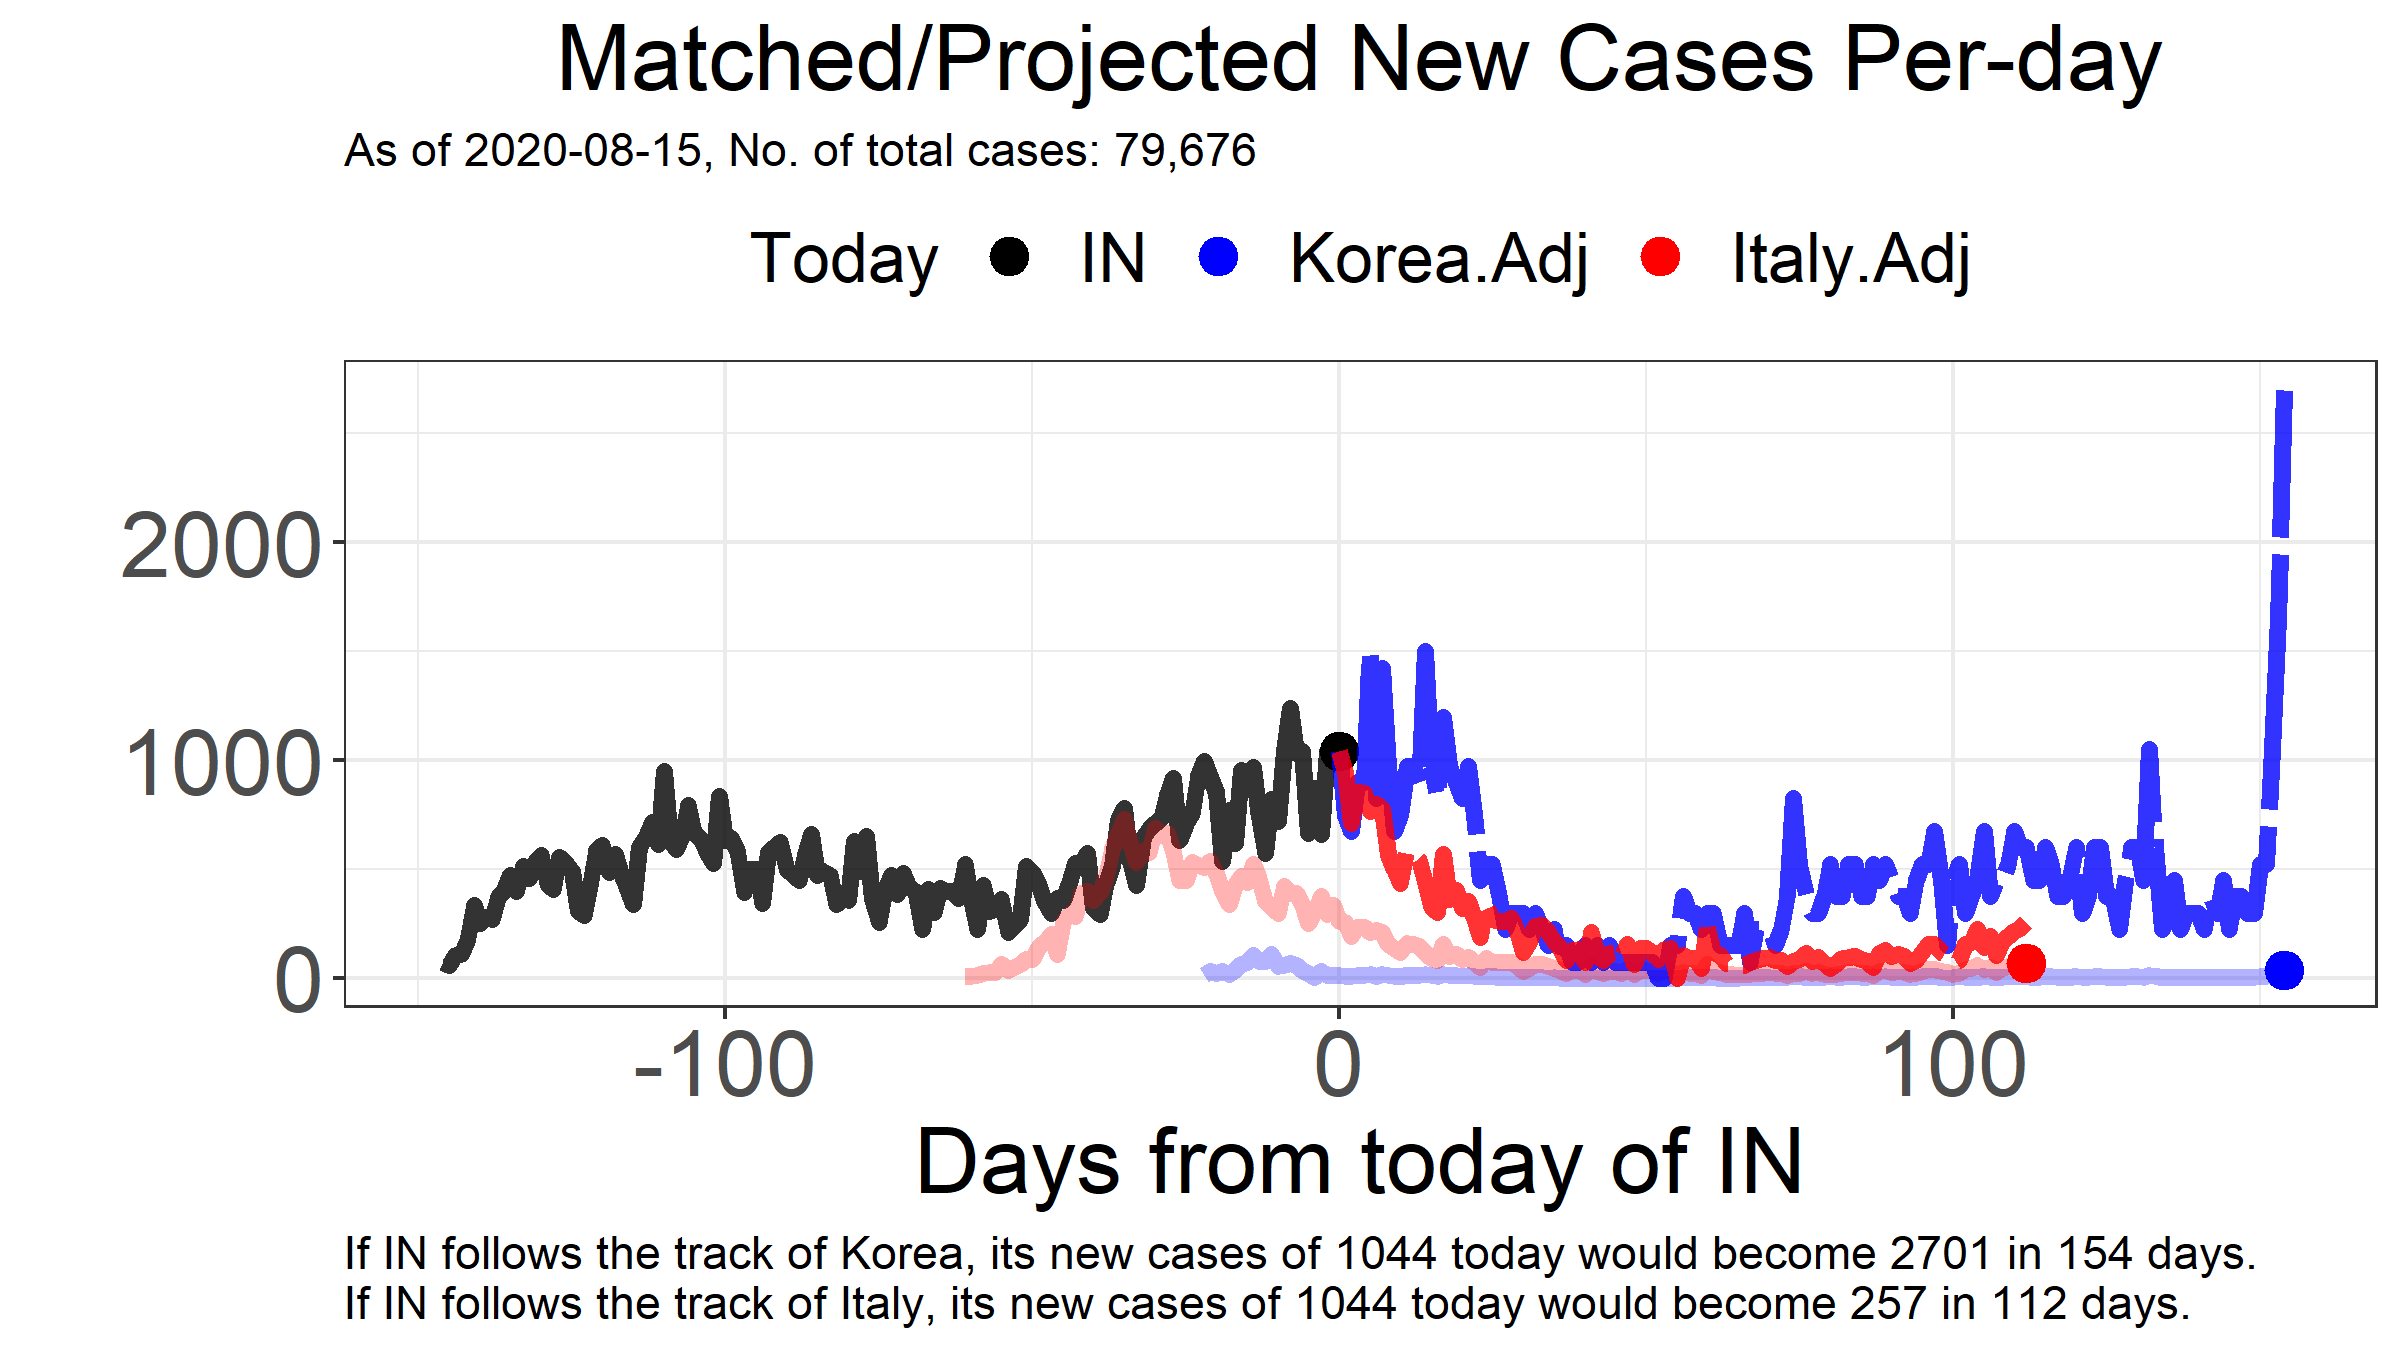 Matched/Projected New Cases Per-day
As of 2020-08-15, No. of total cases: 79,676
Today IN Korea.Adj Italy.Adj
2000
1000
0
-100 0 100
Days from today of IN
If IN follows the track of Korea, its new cases of 1044 today would become 2701 in 154 days.
If IN follows the track of Italy, its new cases of 1044 today would become 257 in 112 days.